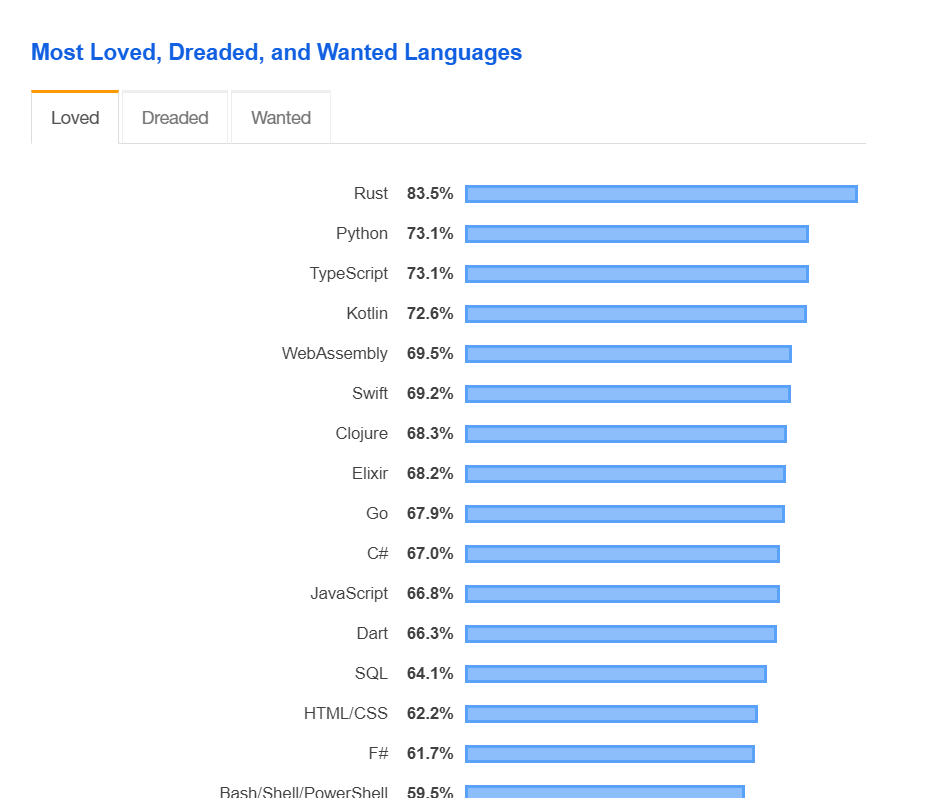 Most Loved, Dreaded, and Wanted Languages
Loved Dreaded Wanted
Rust 83.5%
Python 73.1%
TypeScript 73.1%
Kotlin 72.6%
WebAssembly 69.5%
Swift 69.2%
Clojure 68.3%
Elixir 68.2%
Go 67.9%
C# 67.0%
JavaScript 66.8%
Dart 66.3%
SQL 64.1%
HTML/CSS 62.2%
F# 61.7%
Bash/Shell/PowerShell 59.5%